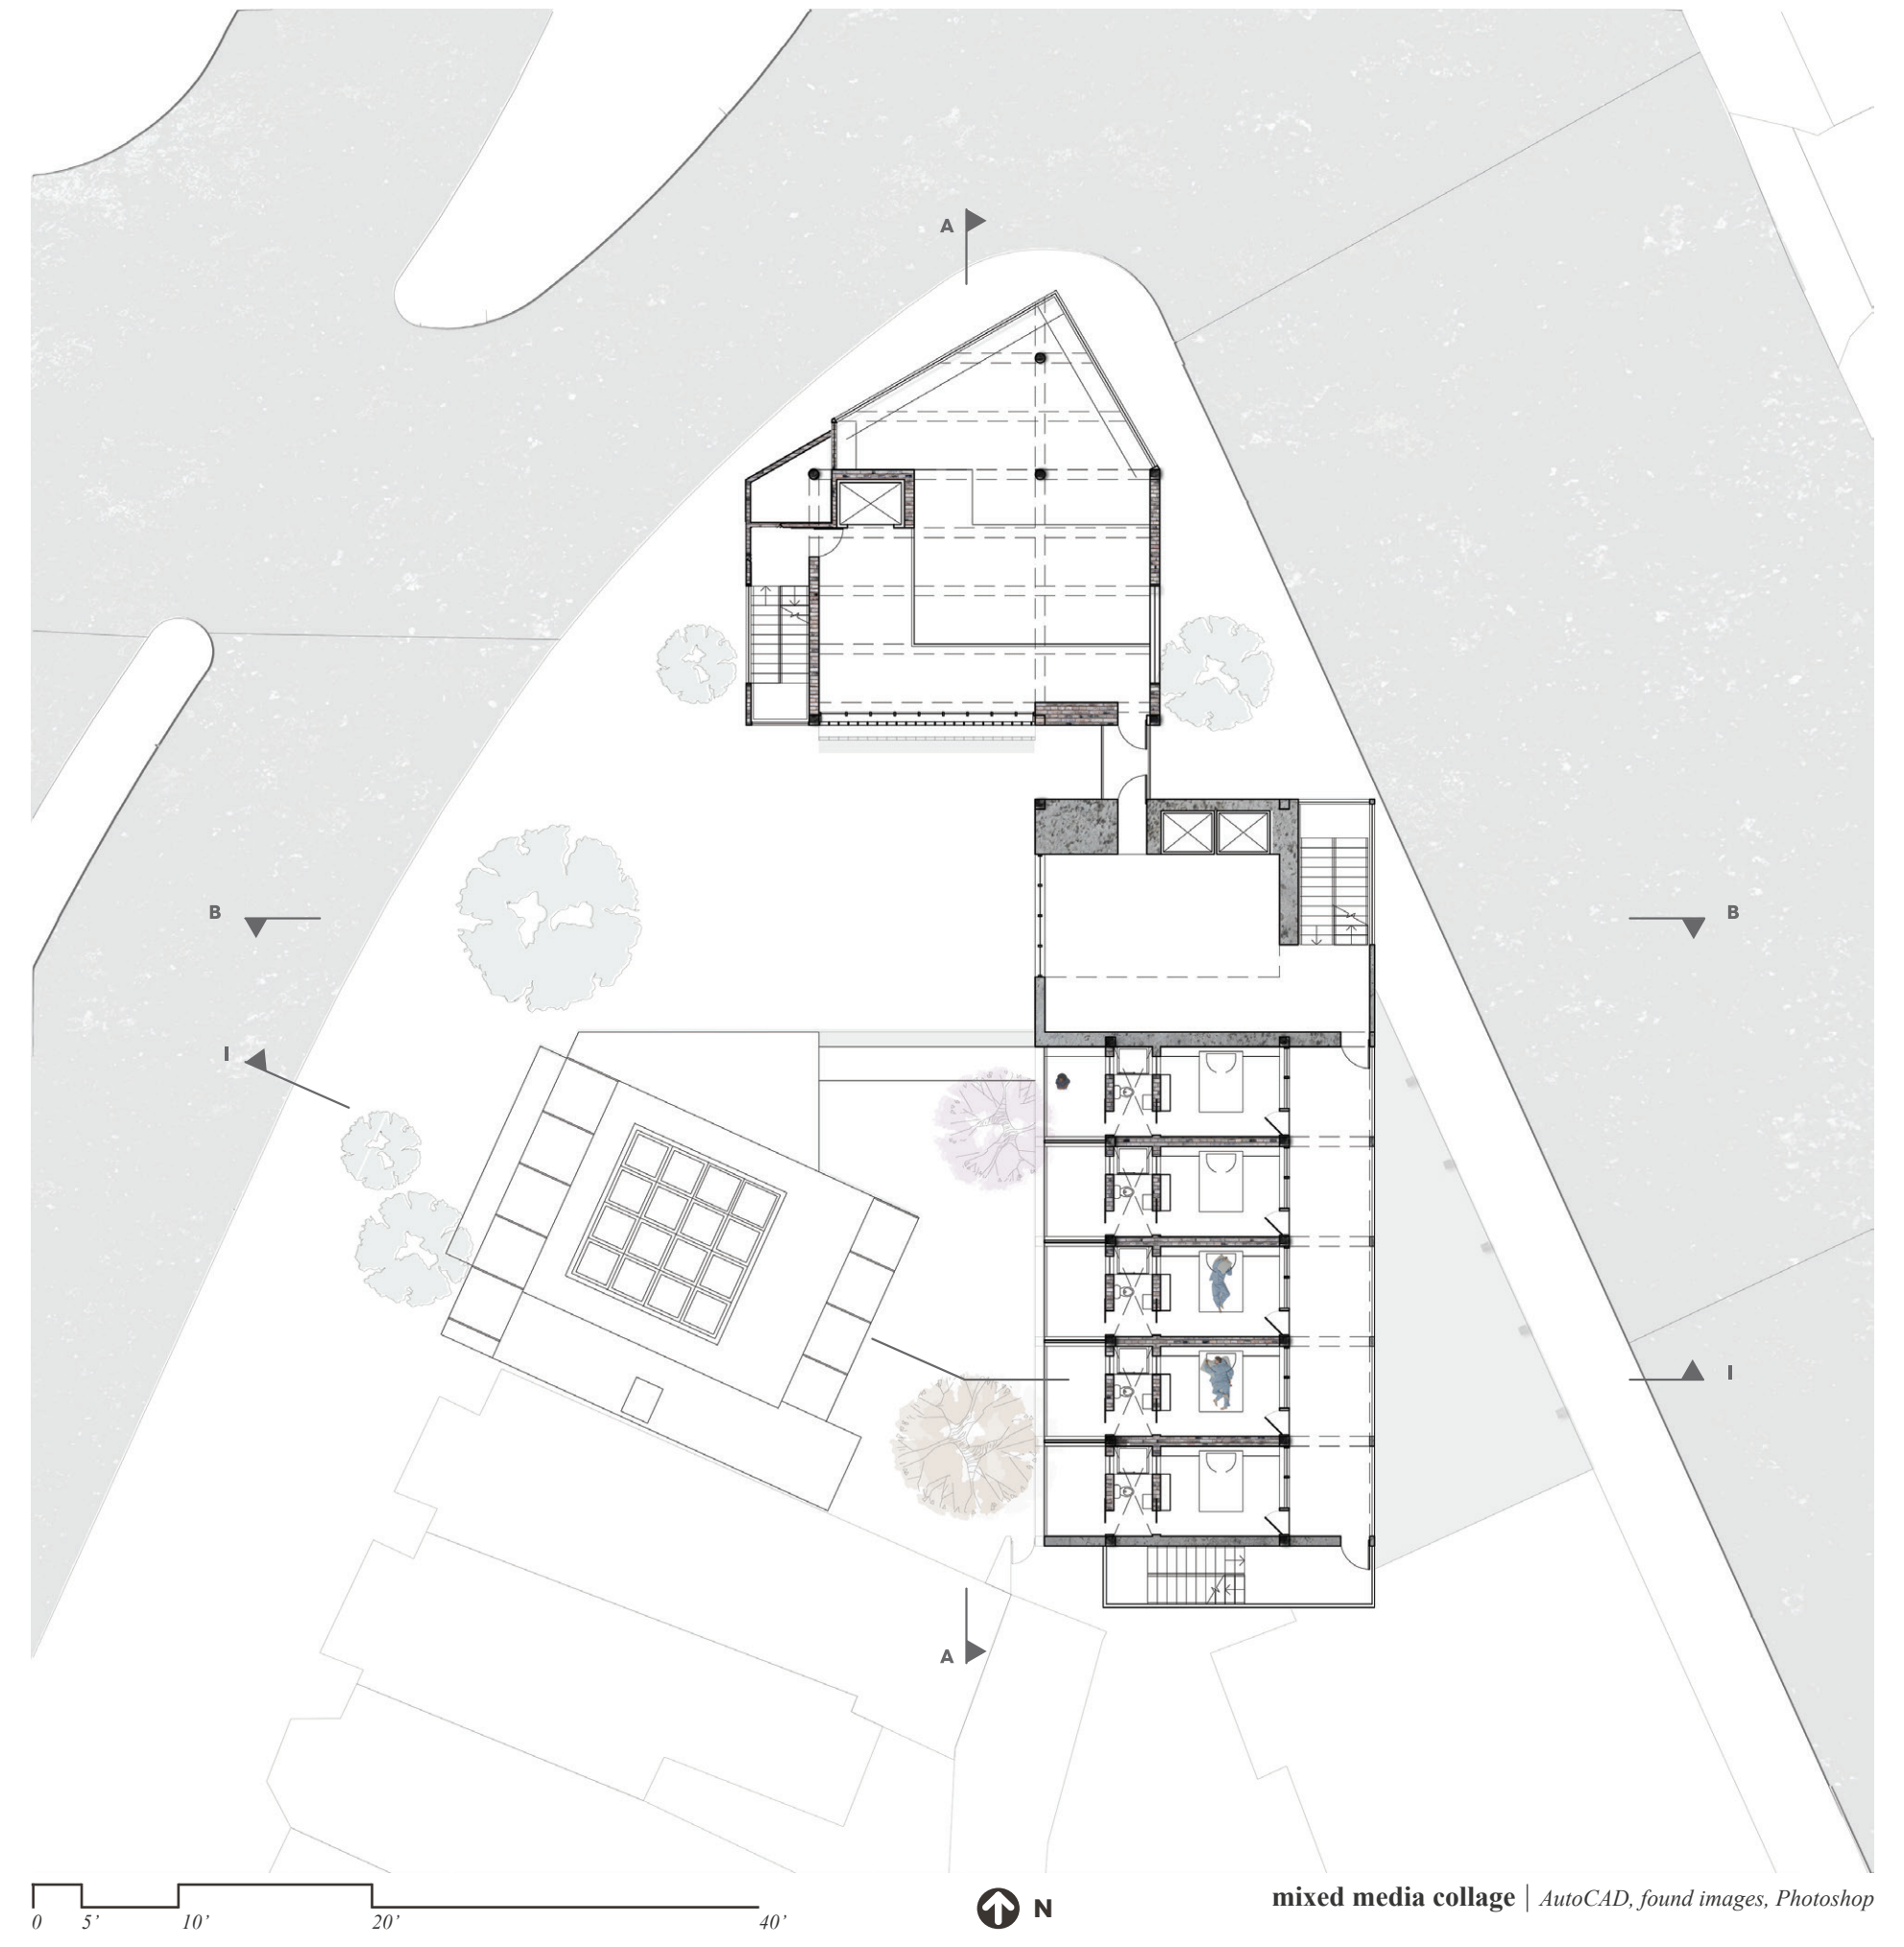 A
B
B
I
I
A
0 5’ 10’ 20’ 40’
N
mixed media collage | AutoCAD, found images, Photoshop